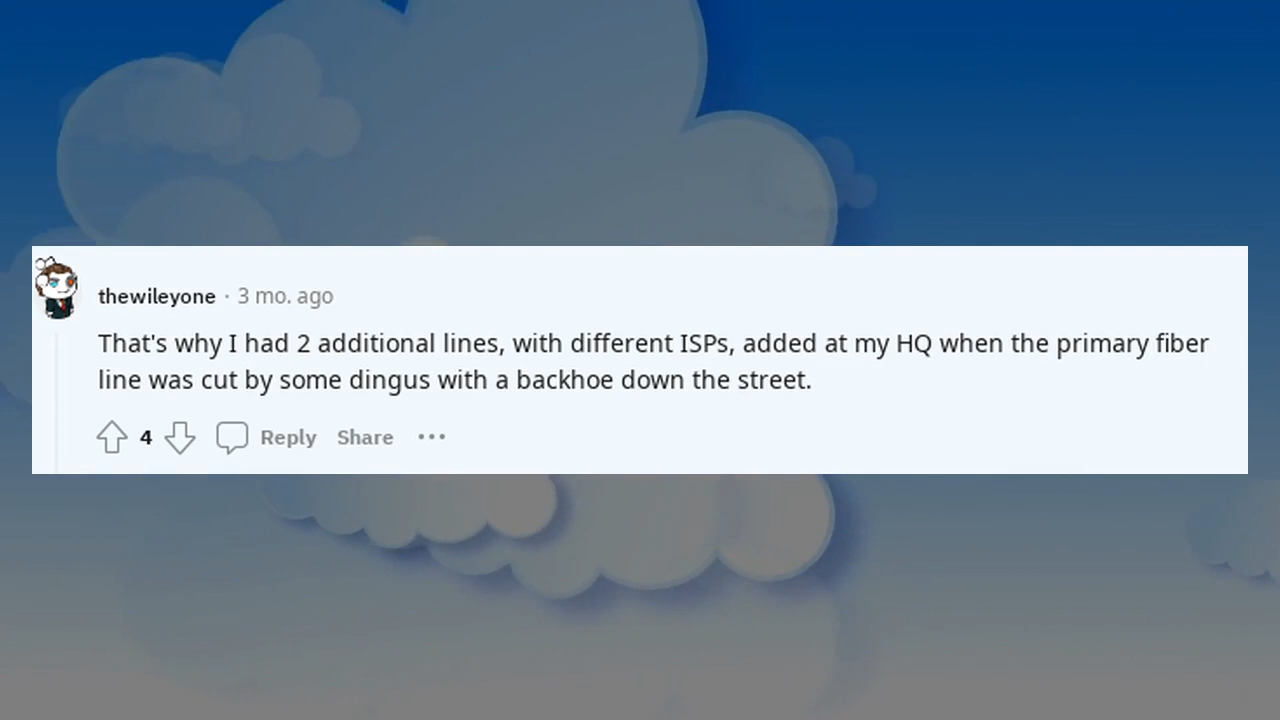 thewileyone · 3 mo. ago
That's why I had 2 additional lines, with different ISPs, added at my HQ when the primary fiber
line was cut by some dingus with a backhoe down the street.
4 Reply Share ···